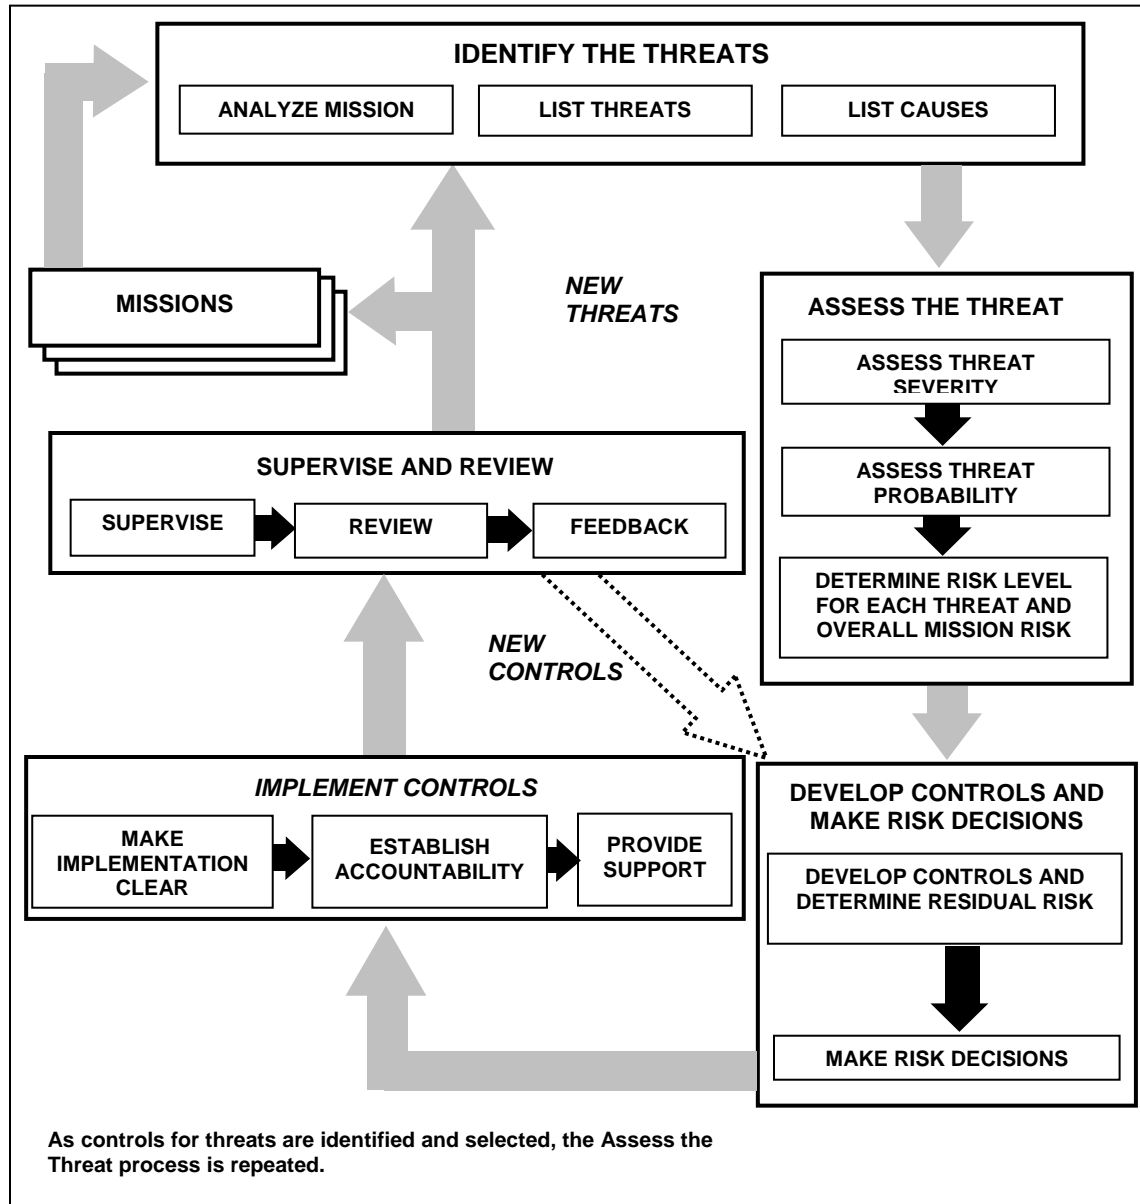 IDENTIFY THE THREATS
ANALYZE MISSION
LIST THREATS
LIST CAUSES
MISSIONS
NEW
THREATS
ASSESS THE THREAT
ASSESS THREAT
SEVERITY
ASSESS THREAT
PROBABILITY
DETERMINE RISK LEVEL
FOR EACH THREAT AND
OVERALL MISSION RISK
SUPERVISE AND REVIEW
SUPERVISE
REVIEW
FEEDBACK
NEW
CONTROLS
IMPLEMENT CONTROLS
MAKE
IMPLEMENTATION
CLEAR
ESTABLISH
ACCOUNTABILITY
PROVIDE
SUPPORT
DEVELOP CONTROLS AND
MAKE RISK DECISIONS
DEVELOP CONTROLS AND
DETERMINE RESIDUAL RISK
MAKE RISK DECISIONS
As controls for threats are identified and selected, the Assess the
Threat process is repeated.